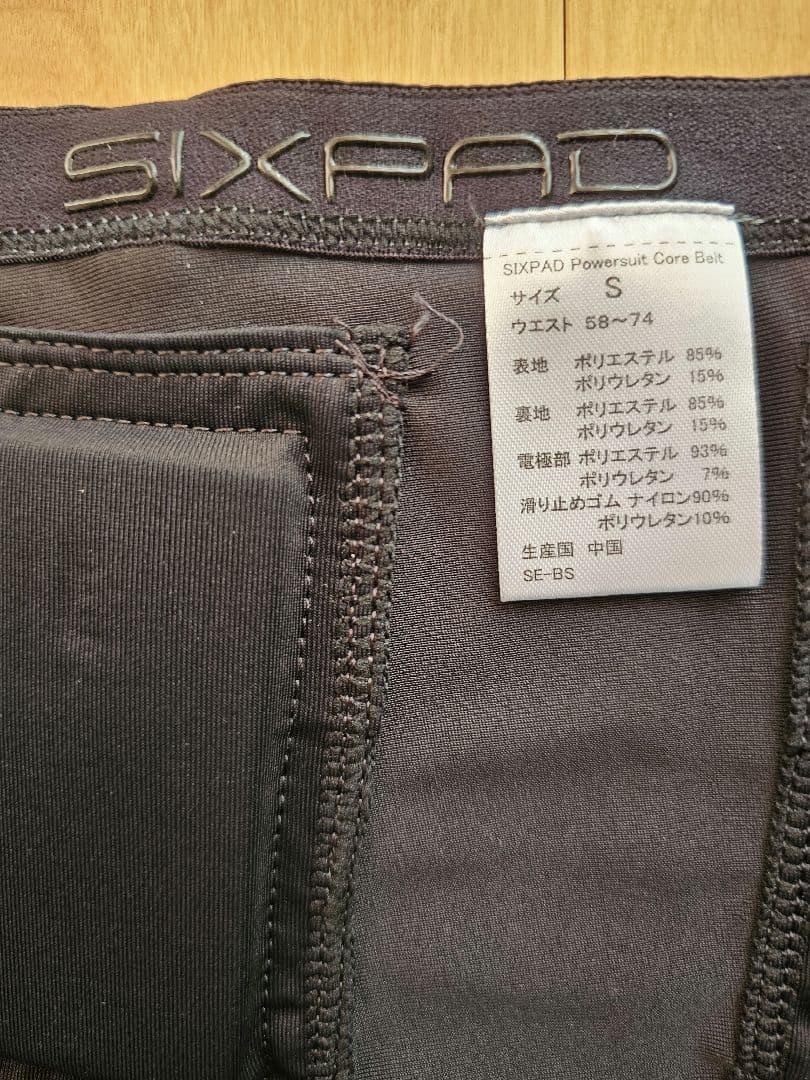 SIXPAD
SIXPAD Powersuit Core Belt
サイズ S
ウエスト 58～74
表地 ポリエステル 85%
ポリウレタン 15%
裏地 ポリエステル 85%
ポリウレタン 15%
電極部 ポリエステル 93%
ポリウレタン 7%
滑り止めゴム ナイロン90%
ポリウレタン10%
生産国 中国
SE-BS